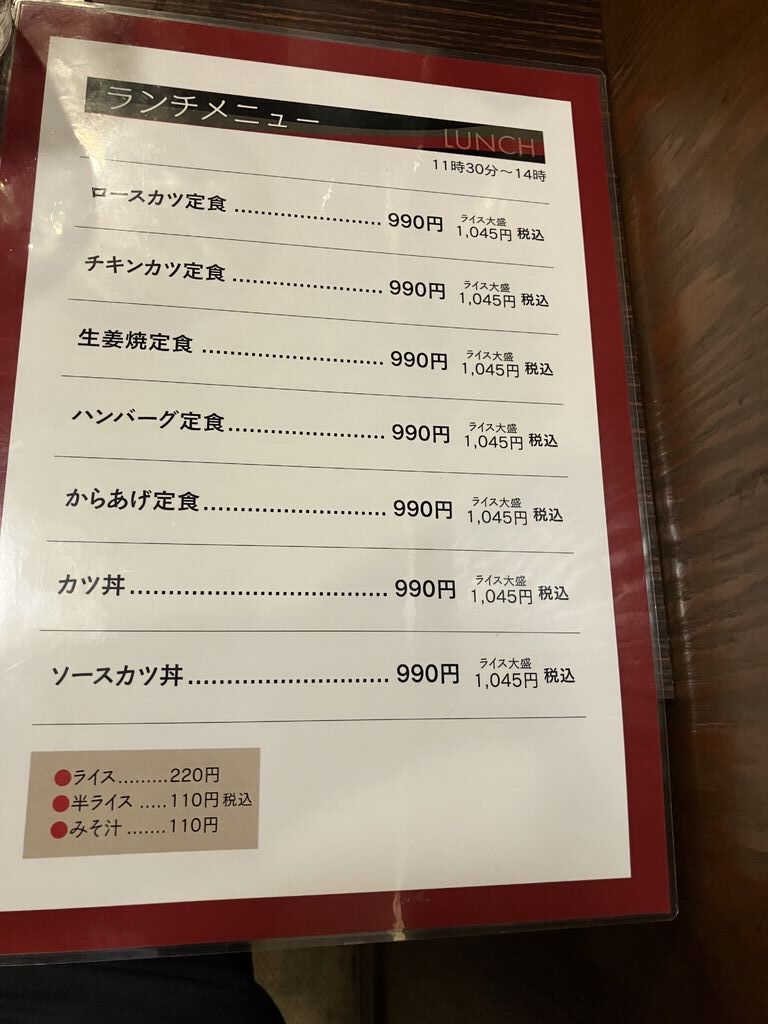 ランチメニュー
LUNCH
11時30分～14時
ロースカツ定食 ...................... 990円 ライス大盛 1,045円 税込
チキンカツ定食 ...................... 990円 ライス大盛 1,045円 税込
生姜焼定食 .......................... 990円 ライス大盛 1,045円 税込
ハンバーグ定食 ...................... 990円 ライス大盛 1,045円 税込
からあげ定食 ......................... 990円 ライス大盛 1,045円 税込
カツ丼 ................................... 990円 ライス大盛 1,045円 税込
ソースカツ丼 ........................... 990円 ライス大盛 1,045円 税込
●ライス.........220円
●半ライス .....110円 税込
●みそ汁 .......110円